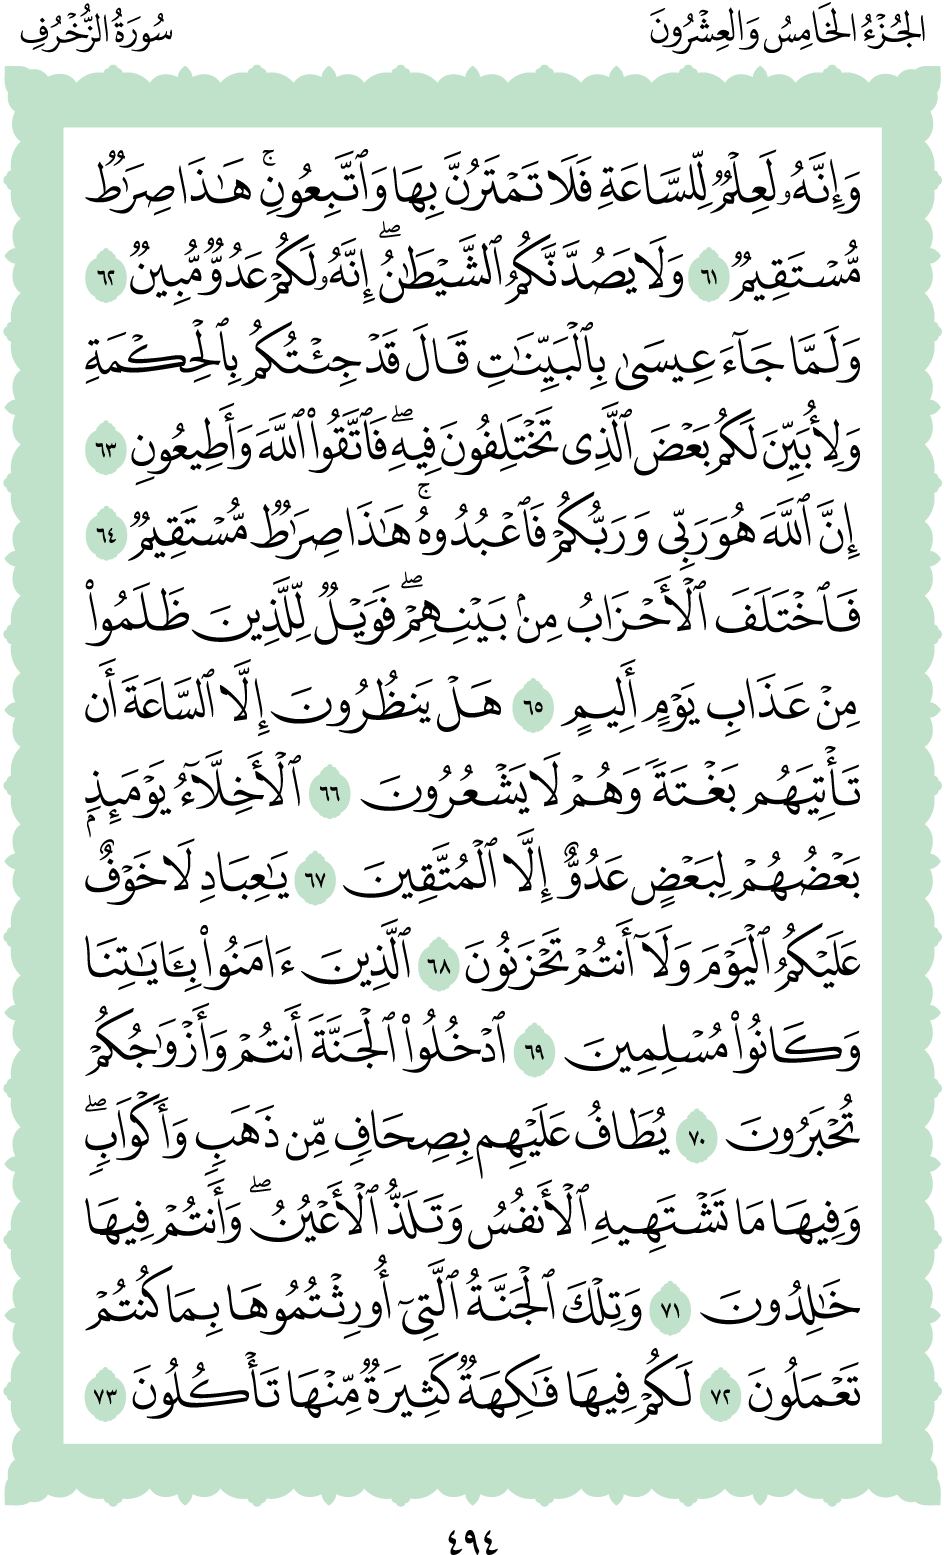 الجُزْءُ الخَامِسُ وَالعِشْرُونَ
سُورَةُ الزُّخْرُفِ
وَإِنَّهُۥ لَعِلْمٌ لِّلسَّاعَةِ فَلَا تَمْتَرُنَّ بِهَا وَٱتَّبِعُونِۚ هَٰذَا صِرَٰطٌ
مُّسْتَقِيمٌ ٦١ وَلَا يَصُدَّنَّكُمُ ٱلشَّيْطَٰنُۖ إِنَّهُۥ لَكُمْ عَدُوٌّ مُّبِينٌ ٦٢
وَلَمَّا جَآءَ عِيسَىٰ بِٱلْبَيِّنَٰتِ قَالَ قَدْ جِئْتُكُم بِٱلْحِكْمَةِ
وَلِأُبَيِّنَ لَكُم بَعْضَ ٱلَّذِى تَخْتَلِفُونَ فِيهِۖ فَٱتَّقُوا۟ ٱللَّهَ وَأَطِيعُونِ ٦٣
إِنَّ ٱللَّهَ هُوَ رَبِّى وَرَبُّكُمْ فَٱعْبُدُوهُۚ هَٰذَا صِرَٰطٌ مُّسْتَقِيمٌ ٦٤
فَٱخْتَلَفَ ٱلْأَحْزَابُ مِنۢ بَيْنِهِمْۖ فَوَيْلٌ لِّلَّذِينَ ظَلَمُوا۟
مِنْ عَذَابِ يَوْمٍ أَلِيمٍ ٦٥ هَلْ يَنظُرُونَ إِلَّا ٱلسَّاعَةَ أَن
تَأْتِيَهُم بَغْتَةً وَهُمْ لَا يَشْعُرُونَ ٦٦ ٱلْأَخِلَّآءُ يَوْمَئِذٍۭ
بَعْضُهُمْ لِبَعْضٍ عَدُوٌّ إِلَّا ٱلْمُتَّقِينَ ٦٧ يَٰعِبَادِ لَا خَوْفٌ
عَلَيْكُمُ ٱلْيَوْمَ وَلَآ أَنتُمْ تَحْزَنُونَ ٦٨ ٱلَّذِينَ ءَامَنُوا۟ بِـَٔايَٰتِنَا
وَكَانُوا۟ مُسْلِمِينَ ٦٩ ٱدْخُلُوا۟ ٱلْجَنَّةَ أَنتُمْ وَأَزْوَٰجُكُمْ
تُحْبَرُونَ ٧٠ يُطَافُ عَلَيْهِم بِصِحَافٍ مِّن ذَهَبٍ وَأَكْوَابٍۖ
وَفِيهَا مَا تَشْتَهِيهِ ٱلْأَنفُسُ وَتَلَذُّ ٱلْأَعْيُنُۖ وَأَنتُمْ فِيهَا
خَٰلِدُونَ ٧١ وَتِلْكَ ٱلْجَنَّةُ ٱلَّتِىٓ أُورِثْتُمُوهَا بِمَا كُنتُمْ
تَعْمَلُونَ ٧٢ لَكُمْ فِيهَا فَٰكِهَةٌ كَثِيرَةٌ مِّنْهَا تَأْكُلُونَ ٧٣
٤٩٤